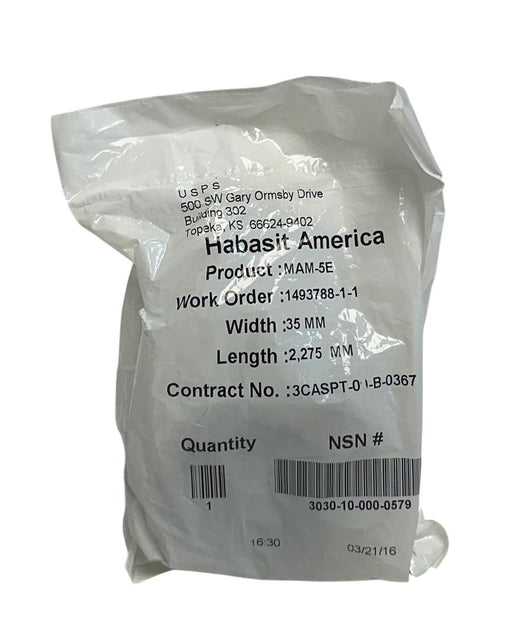 U S P S
500 SW Gary Ormsby Drive
Building 302
Topeka, KS 66624-9402
Habasit America
Product : MAM-5E
Work Order : 1493788-1-1
Width : 35 MM
Length : 2,275 MM
Contract No. :
Quantity NSN #
1 3030-10-000-0579
16:30 03/21/16